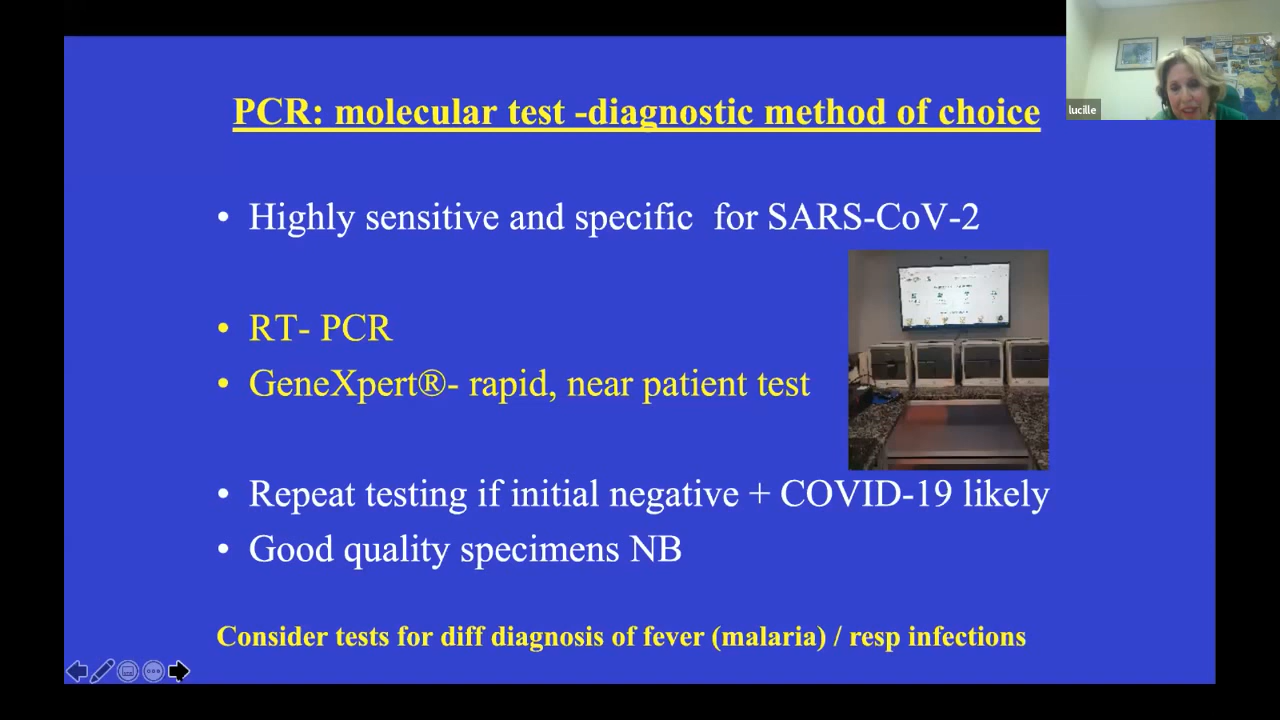 PCR: molecular test -diagnostic method of choice
lucille
• Highly sensitive and specific  for SARS-CoV-2
• RT- PCR
• GeneXpert®- rapid, near patient test
• Repeat testing if initial negative + COVID-19 likely
• Good quality specimens NB
Consider tests for diff diagnosis of fever (malaria) / resp infections